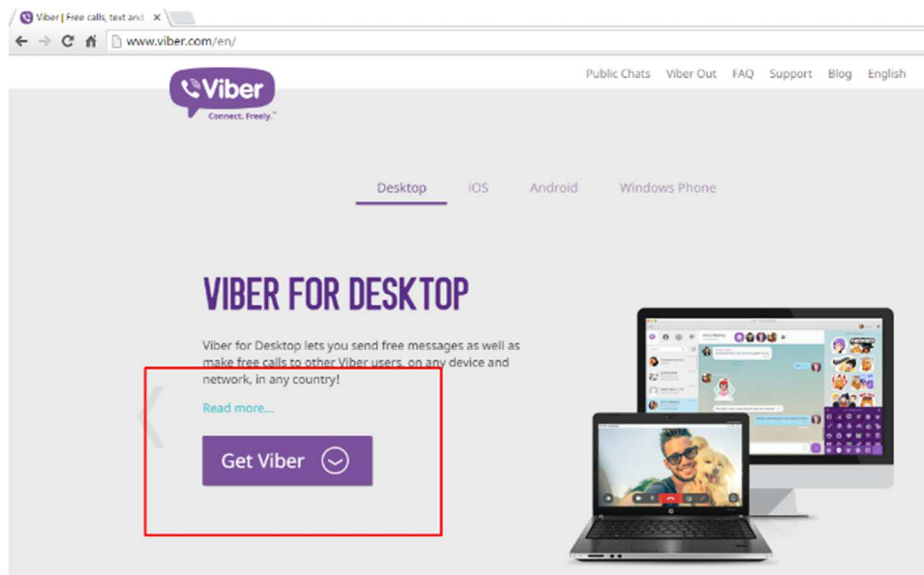 Viber | Free calls, text and
www.viber.com/en/
Public Chats Viber Out FAQ Support Blog English
Viber
Connect. Freely.™
Desktop iOS Android Windows Phone
VIBER FOR DESKTOP
Viber for Desktop lets you send free messages as well as
make free calls to other Viber users, on any device and
network, in any country!
Read more...
Get Viber